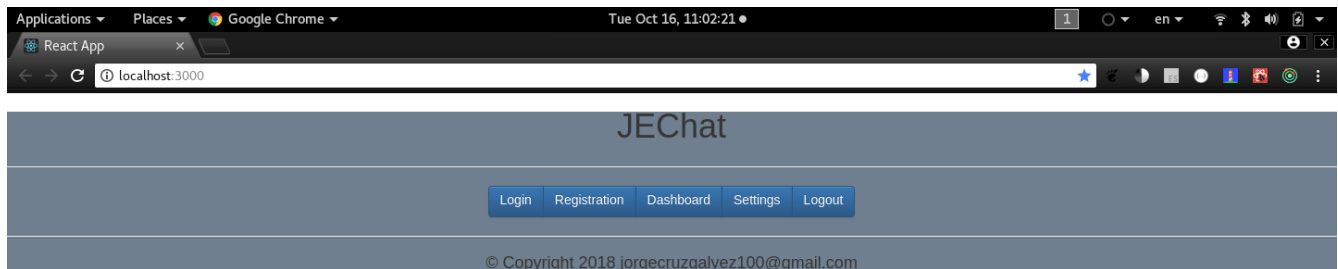 Applications Places Google Chrome Tue Oct 16, 11:02:21 1 en
React App
localhost:3000
JEChat
Login Registration Dashboard Settings Logout
© Copyright 2018 jorgecruzgalvez100@gmail.com